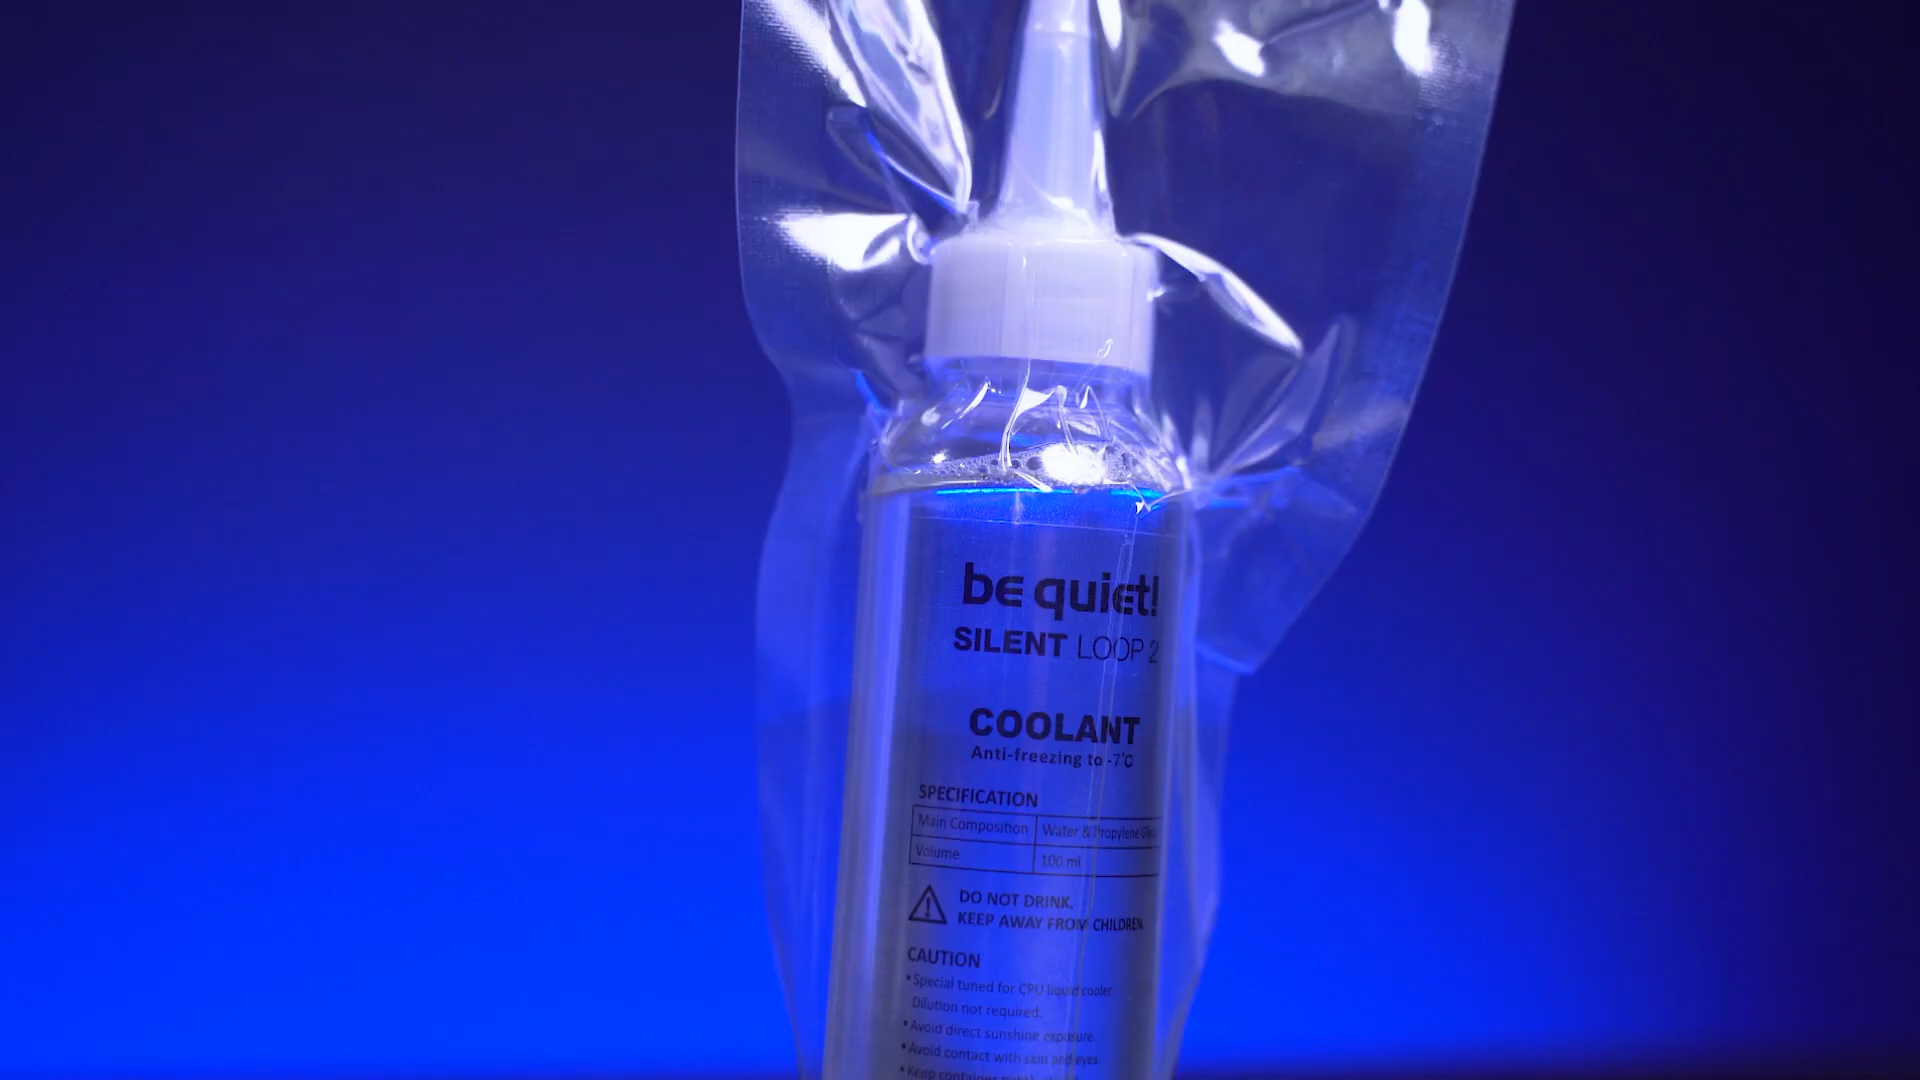 be quiet!
SILENT LOOP 2
COOLANT
Anti-freezing to -7°C
SPECIFICATION
Main Composition Water & Propylene
Volume 100 ml
DO NOT DRINK.
KEEP AWAY FROM CHILDREN.
CAUTION
• Special tuned for CPU liquid cooler.
Dilution not required.
• Avoid direct sunshine exposure.
• Avoid contact with skin and eyes.
• Keep container